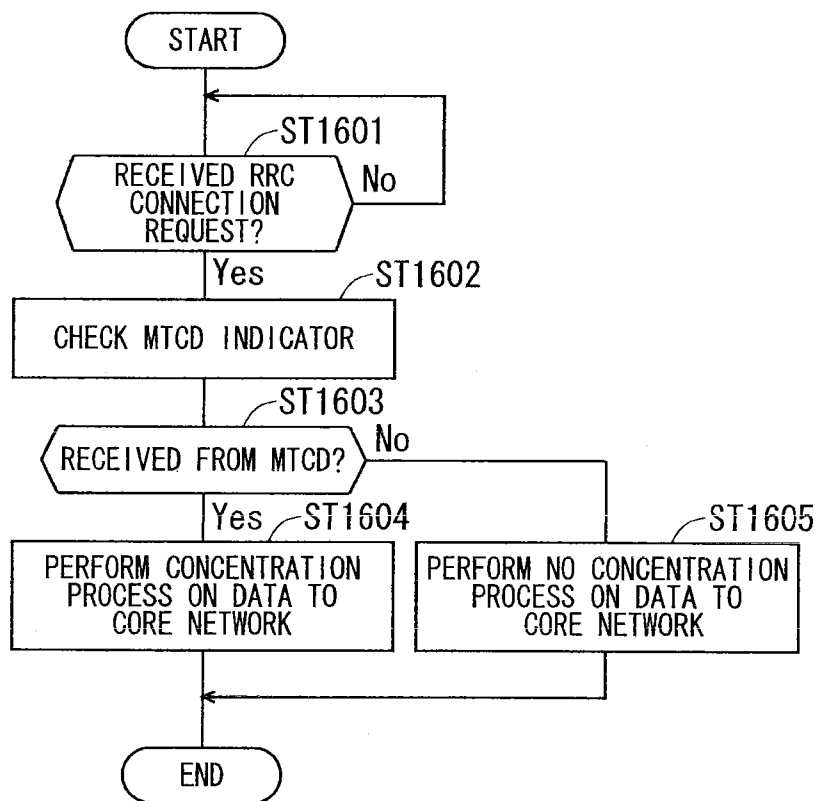 START
ST1601
RECEIVED RRC
CONNECTION
REQUEST?
No
Yes
ST1602
CHECK MTCD INDICATOR
ST1603
RECEIVED FROM MTCD?
No
Yes
ST1604
ST1605
PERFORM CONCENTRATION
PROCESS ON DATA TO
CORE NETWORK
PERFORM NO CONCENTRATION
PROCESS ON DATA TO
CORE NETWORK
END